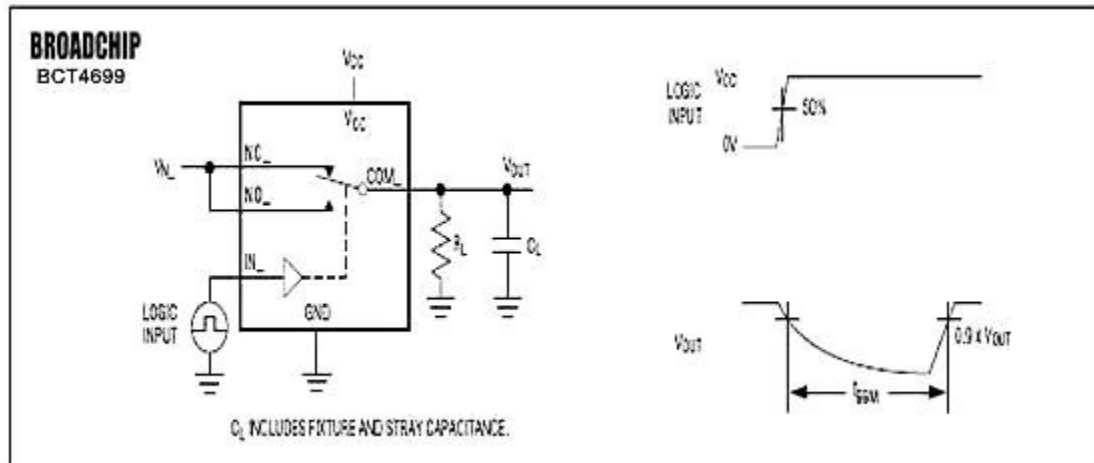 BROADCHIP
BCT4699
VCC
VCC
VN_
NC_
NO_
COM_
VOUT
IN_
RL
CL
LOGIC
INPUT
GND
CL INCLUDES FIXTURE AND STRAY CAPACITANCE.
LOGIC
INPUT
VCC
50%
0V
VOUT
0.9 x VOUT
tBBM